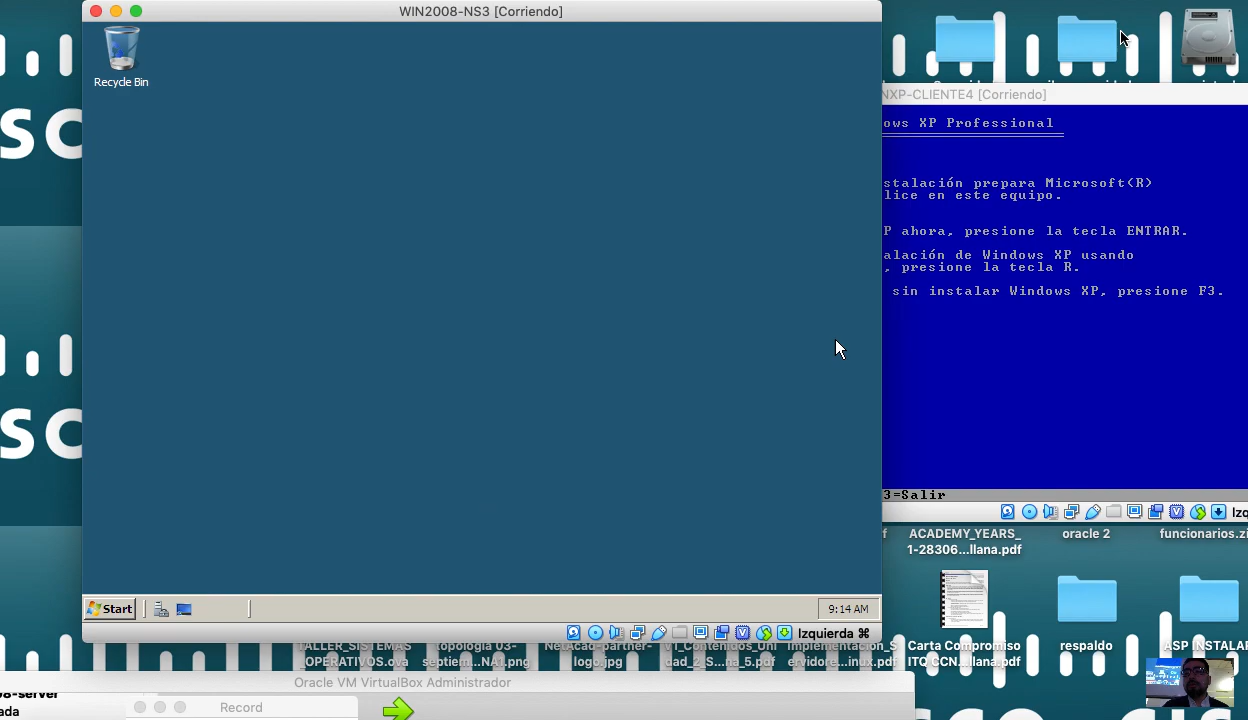 WIN2008-NS3 [Corriendo]
Recycle Bin
NXP-CLIENTE4 [Corriendo]
ows XP Professional
stalación prepara Microsoft(R)
lice en este equipo.
P ahora, presione la tecla ENTRAR.
alación de Windows XP usando
, presione la tecla R.
sin instalar Windows XP, presione F3.
3=Salir
Start
9:14 AM
Izquierda ⌘
ACADEMY_YEARS_
1-28306...llana.pdf
oracle 2
funcionarios.zi
TALLER_SISTEMAS
_OPERATIVOS.ova
topologia 03-
septiem...NA1.png
NetAcad-partner-
logo.jpg
V1_Contenidos_Uni
dad_2_S...na_5.pdf
Implementacion_S
ervidore...inux.pdf
Carta Compromiso
ITQ CCN...llana.pdf
respaldo
ASP INSTALAR
Oracle VM VirtualBox Administrador
08-server
ada
Record